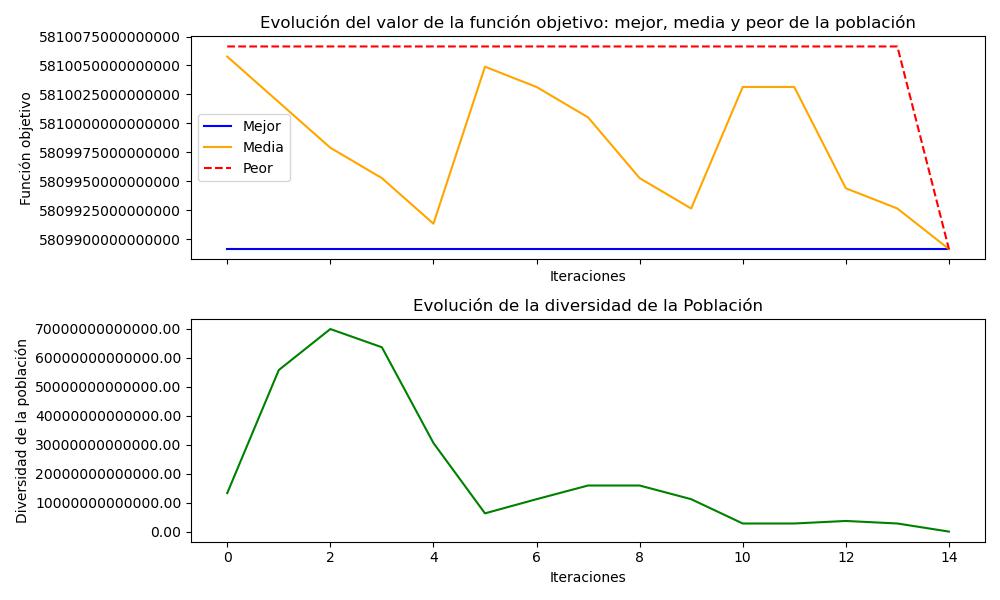 Evolución del valor de la función objetivo: mejor, media y peor de la población
5810075000000000
5810050000000000
5810025000000000
5810000000000000
5809975000000000
5809950000000000
5809925000000000
5809900000000000
Función objetivo
Mejor
Media
Peor
Iteraciones
Evolución de la diversidad de la Población
70000000000000.00
60000000000000.00
50000000000000.00
40000000000000.00
30000000000000.00
20000000000000.00
10000000000000.00
0.00
Diversidad de la población
0 2 4 6 8 10 12 14
Iteraciones